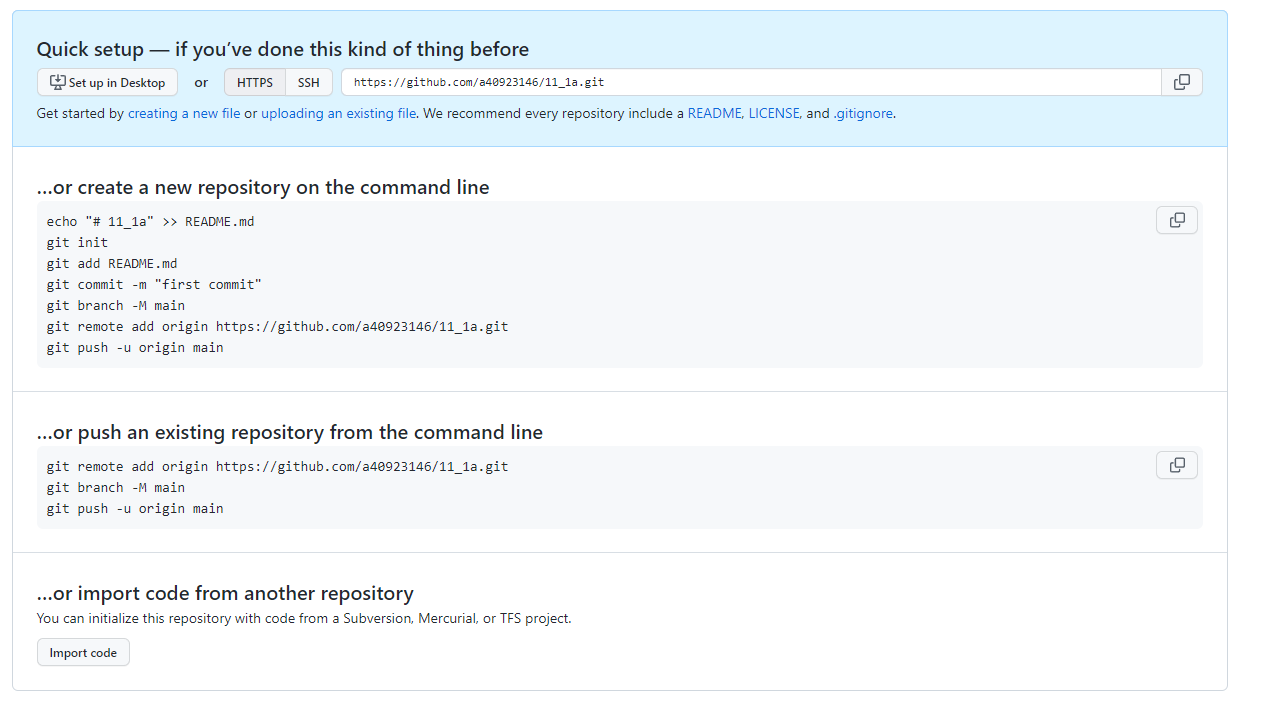 Quick setup — if you’ve done this kind of thing before
Set up in Desktop or HTTPS SSH https://github.com/a40923146/11_1a.git
Get started by creating a new file or uploading an existing file. We recommend every repository include a README, LICENSE, and .gitignore.
…or create a new repository on the command line
echo "# 11_1a" >> README.md
git init
git add README.md
git commit -m "first commit"
git branch -M main
git remote add origin https://github.com/a40923146/11_1a.git
git push -u origin main
…or push an existing repository from the command line
git remote add origin https://github.com/a40923146/11_1a.git
git branch -M main
git push -u origin main
…or import code from another repository
You can initialize this repository with code from a Subversion, Mercurial, or TFS project.
Import code